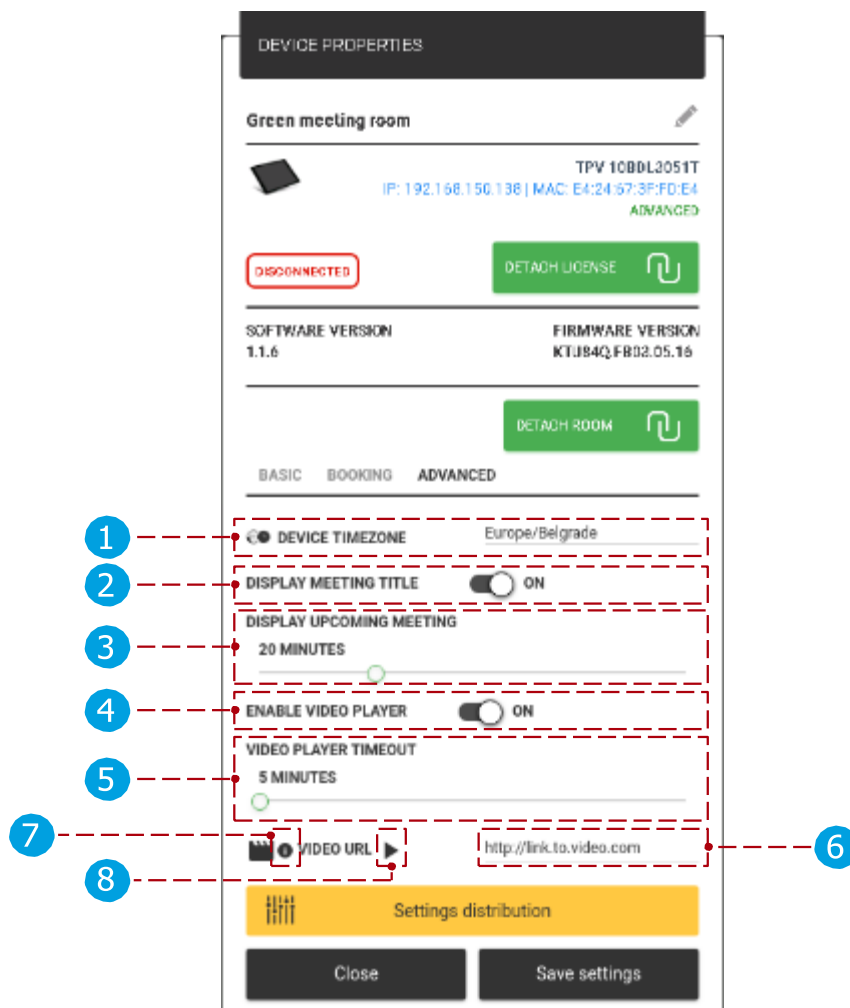 DEVICE PROPERTIES
Green meeting room
TPV 10BDL3051T
IP: 192.168.150.138 | MAC: E4:24:67:3F:FD:E4
ADVANCED
DISCONNECTED
DETACH LICENSE
SOFTWARE VERSION
FIRMWARE VERSION
1.1.6
KTU84Q.FB02.05.16
DETACH ROOM
BASIC BOOKING ADVANCED
1 DEVICE TIMEZONE Europe/Belgrade
2 DISPLAY MEETING TITLE ON
DISPLAY UPCOMING MEETING
3 20 MINUTES
4 ENABLE VIDEO PLAYER ON
VIDEO PLAYER TIMEOUT
5 5 MINUTES
7 VIDEO URL http://link.to.video.com 6
8
Settings distribution
Close Save settings